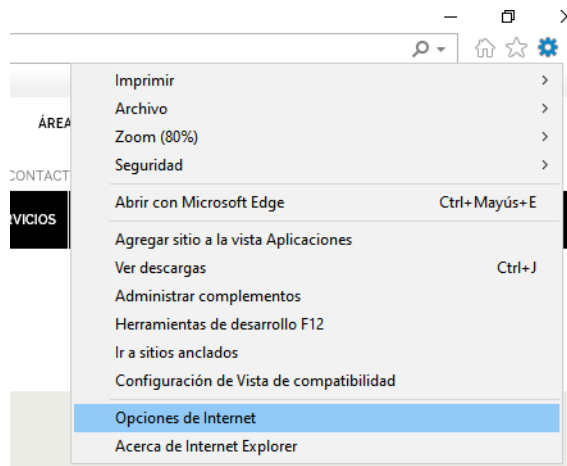 Imprimir
Archivo
ÁREA
Zoom (80%)
Seguridad
Abrir con Microsoft Edge Ctrl+Mayús+E
Agregar sitio a la vista Aplicaciones
Ver descargas Ctrl+J
Administrar complementos
Herramientas de desarrollo F12
Ir a sitios anclados
Configuración de Vista de compatibilidad
Opciones de Internet
Acerca de Internet Explorer